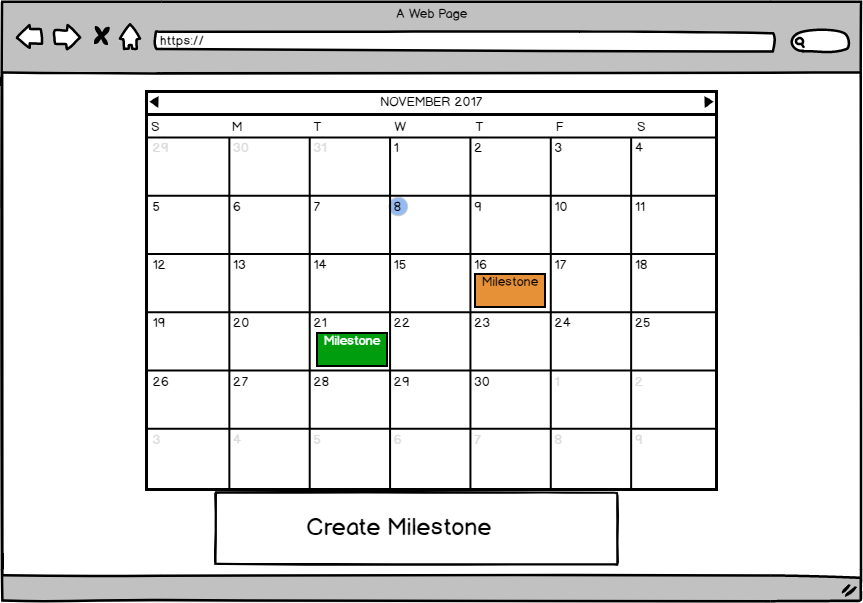 A Web Page
https://
NOVEMBER 2017
S M T W T F S
29 30 31 1 2 3 4
5 6 7 8 9 10 11
12 13 14 15 16 17 18
Milestone
19 20 21 22 23 24 25
Milestone
26 27 28 29 30 1 2
3 4 5 6 7 8 9
Create Milestone